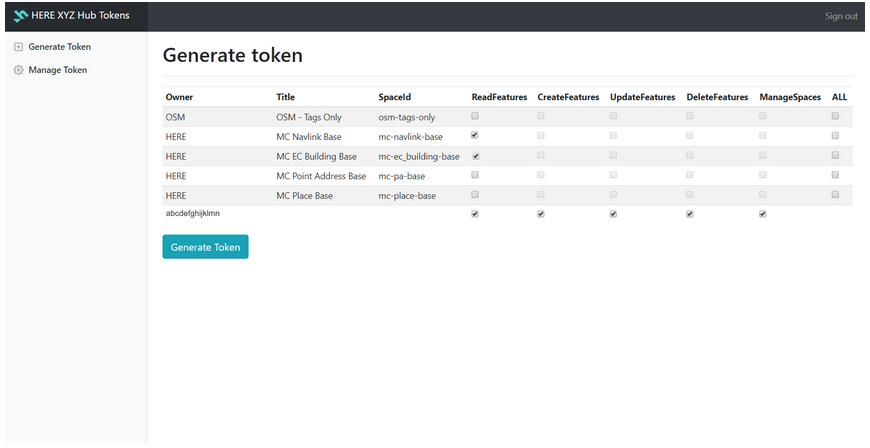 HERE XYZ Hub Tokens
Sign out
Generate Token
Manage Token
Generate token
Owner Title SpaceId ReadFeatures CreateFeatures UpdateFeatures DeleteFeatures ManageSpaces ALL
OSM OSM - Tags Only osm-tags-only
HERE MC Navlink Base mc-navlink-base
HERE MC EC Building Base mc-ec_building-base
HERE MC Point Address Base mc-pa-base
HERE MC Place Base mc-place-base
abcdefghijklmn
Generate Token